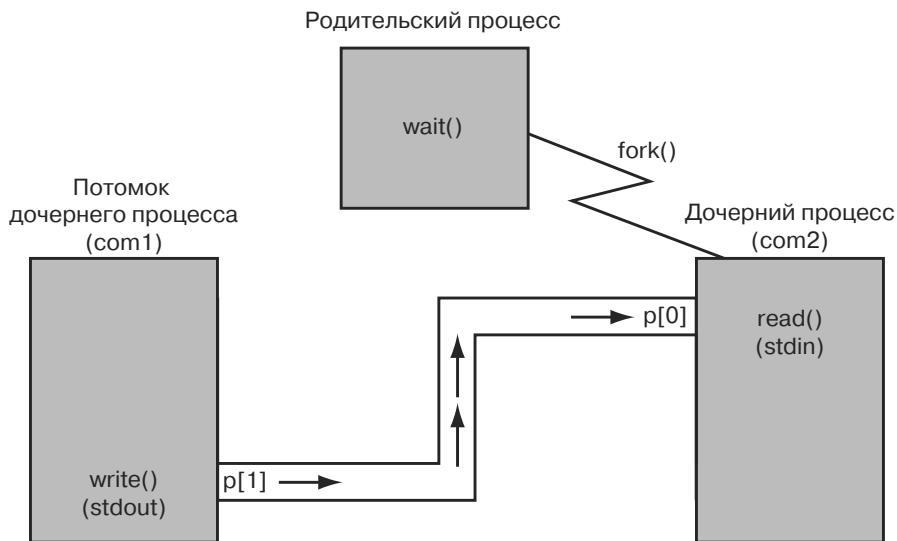 Родительский процесс
wait()
fork()
Потомок
дочернего процесса
(com1)
Дочерний процесс
(com2)
p[0]
read()
(stdin)
write()
(stdout)
p[1]